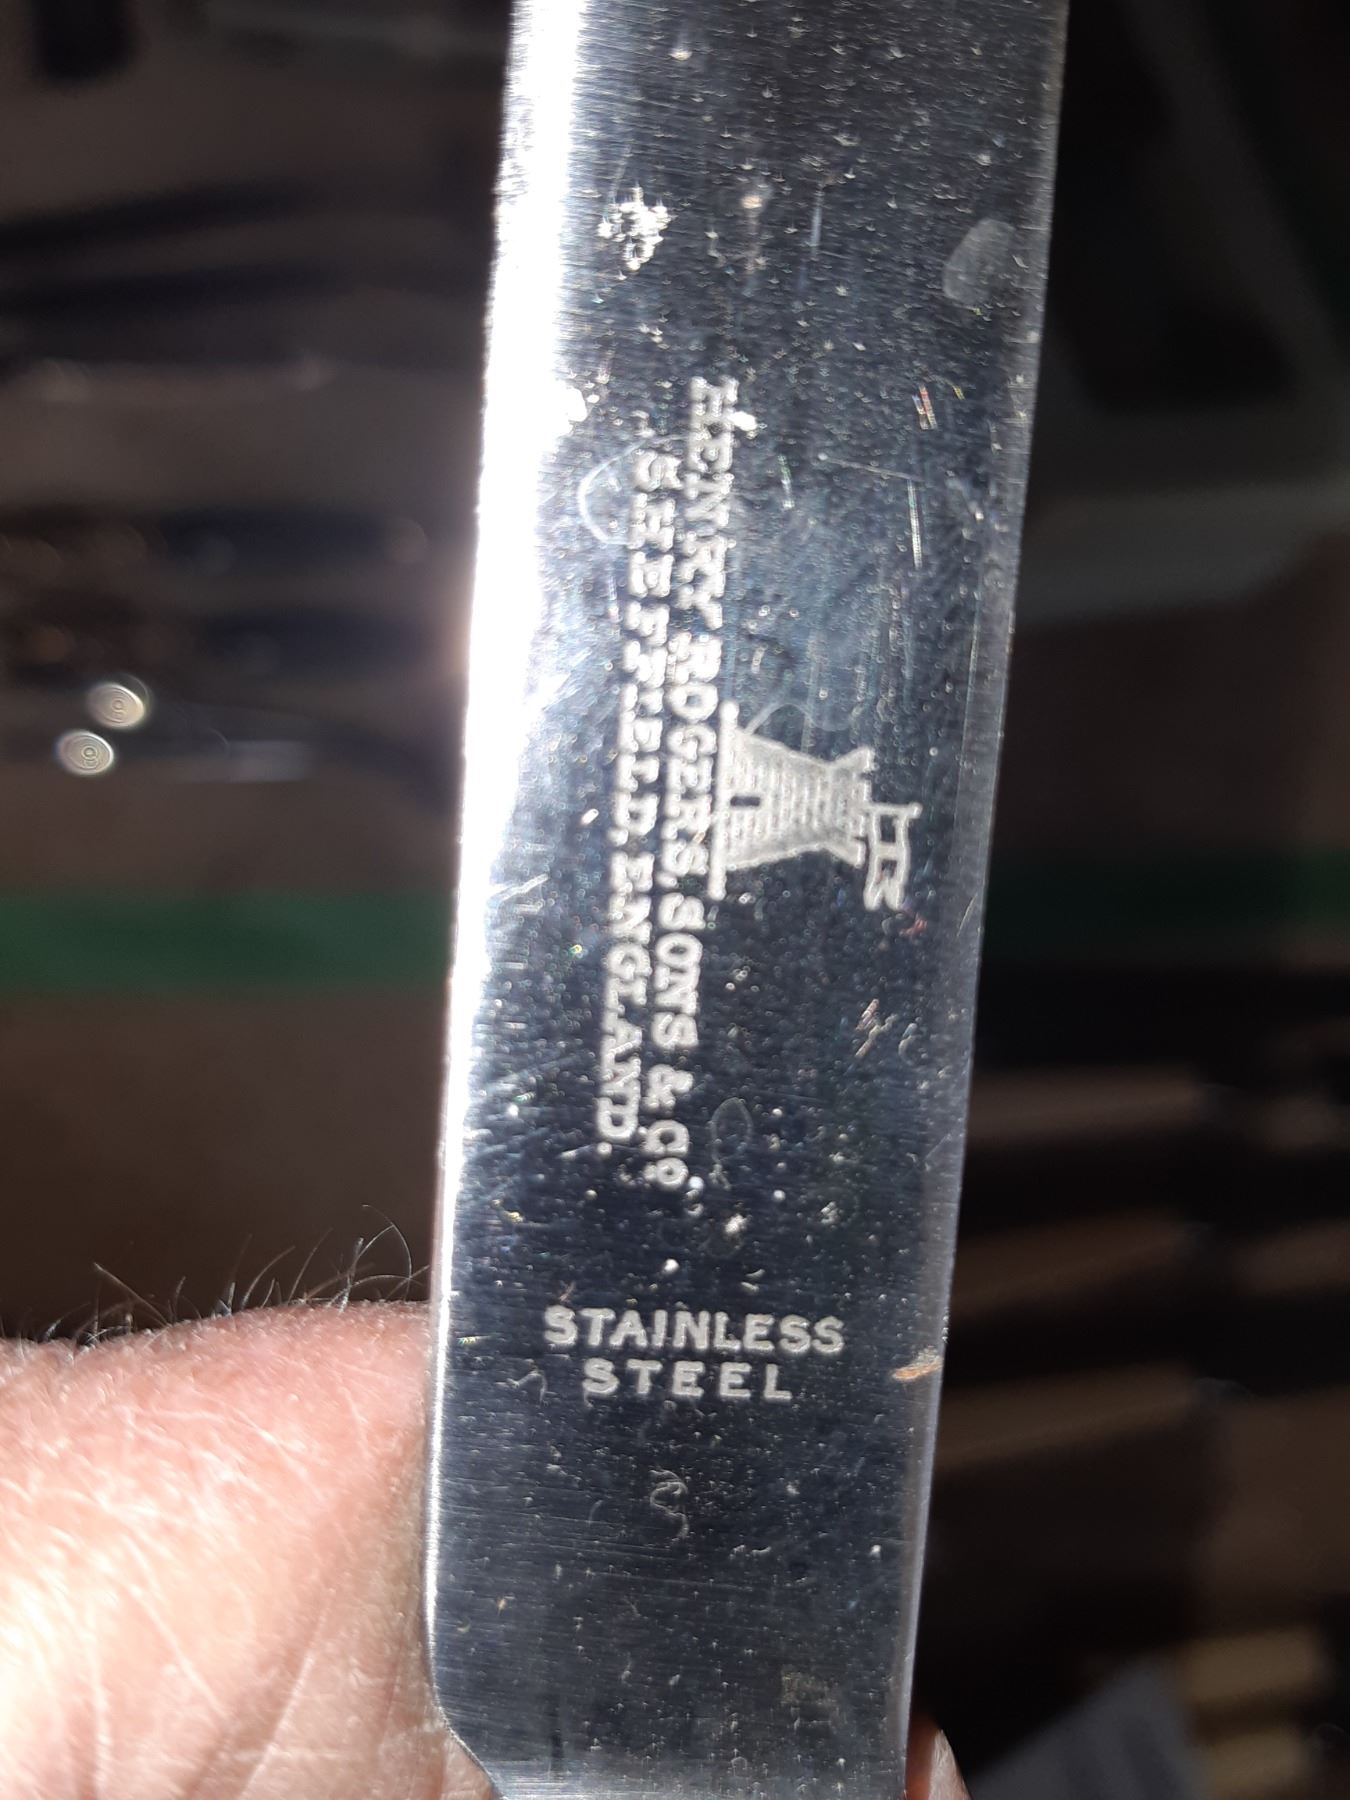 HENRY ROGERS, SONS & Co.
SHEFFIELD, ENGLAND.
STAINLESS
STEEL